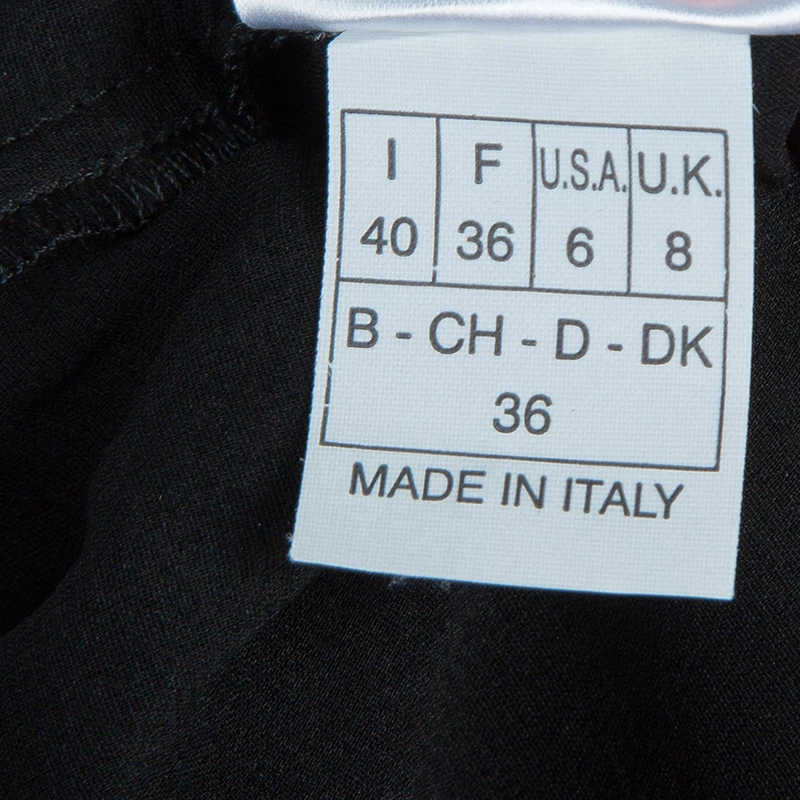 I F U.S.A. U.K.
40 36 6 8
B - CH - D - DK
36
MADE IN ITALY